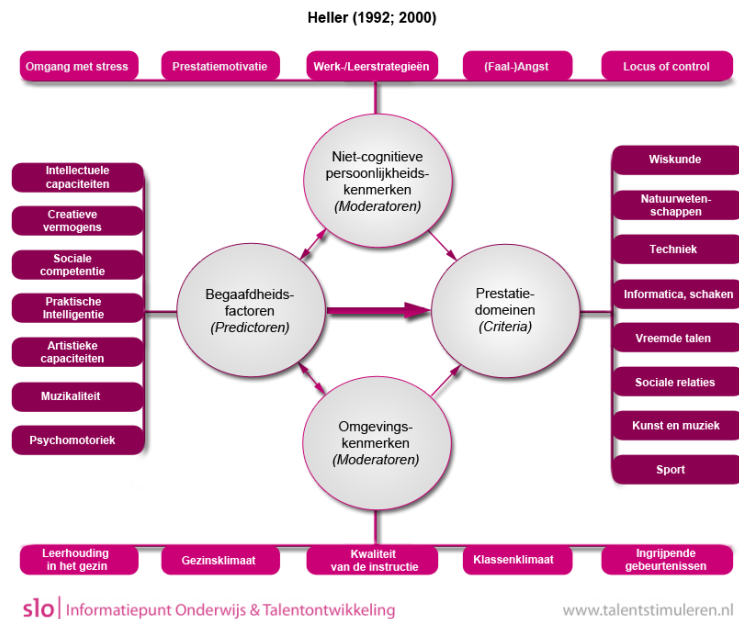 Heller (1992; 2000)
Omgang met stress
Prestatiemotivatie
Werk-/Leerstrategieën
(Faal-)Angst
Locus of control
Niet-cognitieve
persoonlijkheids-
kenmerken
(Moderatoren)
Intellectuele
capaciteiten
Creatieve
vermogens
Sociale
competentie
Praktische
Intelligentie
Artistieke
capaciteiten
Muzikaliteit
Psychomotoriek
Begaafdheids-
factoren
(Predictoren)
Prestatie-
domeinen
(Criteria)
Wiskunde
Natuurweten-
schappen
Techniek
Informatica, schaken
Vreemde talen
Sociale relaties
Kunst en muziek
Sport
Omgevings-
kenmerken
(Moderatoren)
Leerhouding
in het gezin
Gezinsklimaat
Kwaliteit
van de instructie
Klassenklimaat
Ingrijpende
gebeurtenissen
slo | Informatiepunt Onderwijs & Talentontwikkeling
www.talentstimuleren.nl